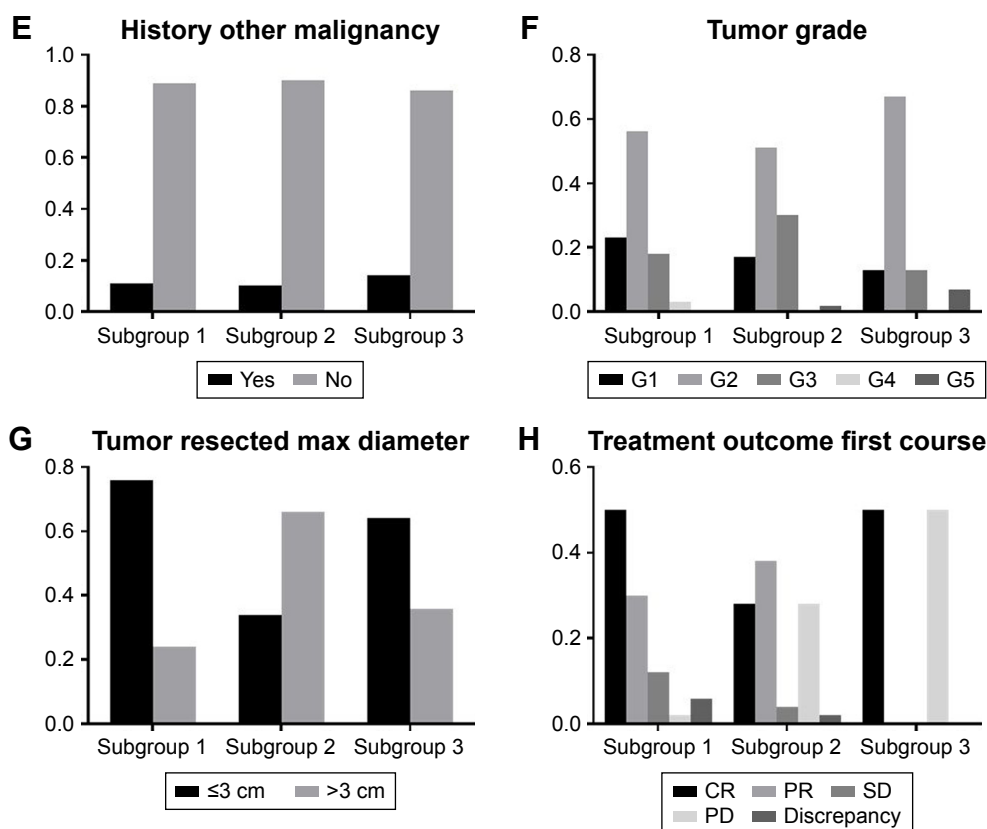 E History other malignancy
1.0
0.8
0.6
0.4
0.2
0.0
Subgroup 1 Subgroup 2 Subgroup 3
Yes No
F Tumor grade
0.8
0.6
0.4
0.2
0.0
Subgroup 1 Subgroup 2 Subgroup 3
G1 G2 G3 G4 G5
G Tumor resected max diameter
0.8
0.6
0.4
0.2
0.0
Subgroup 1 Subgroup 2 Subgroup 3
≤3 cm >3 cm
H Treatment outcome first course
0.6
0.4
0.2
0.0
Subgroup 1 Subgroup 2 Subgroup 3
CR PR SD
PD Discrepancy